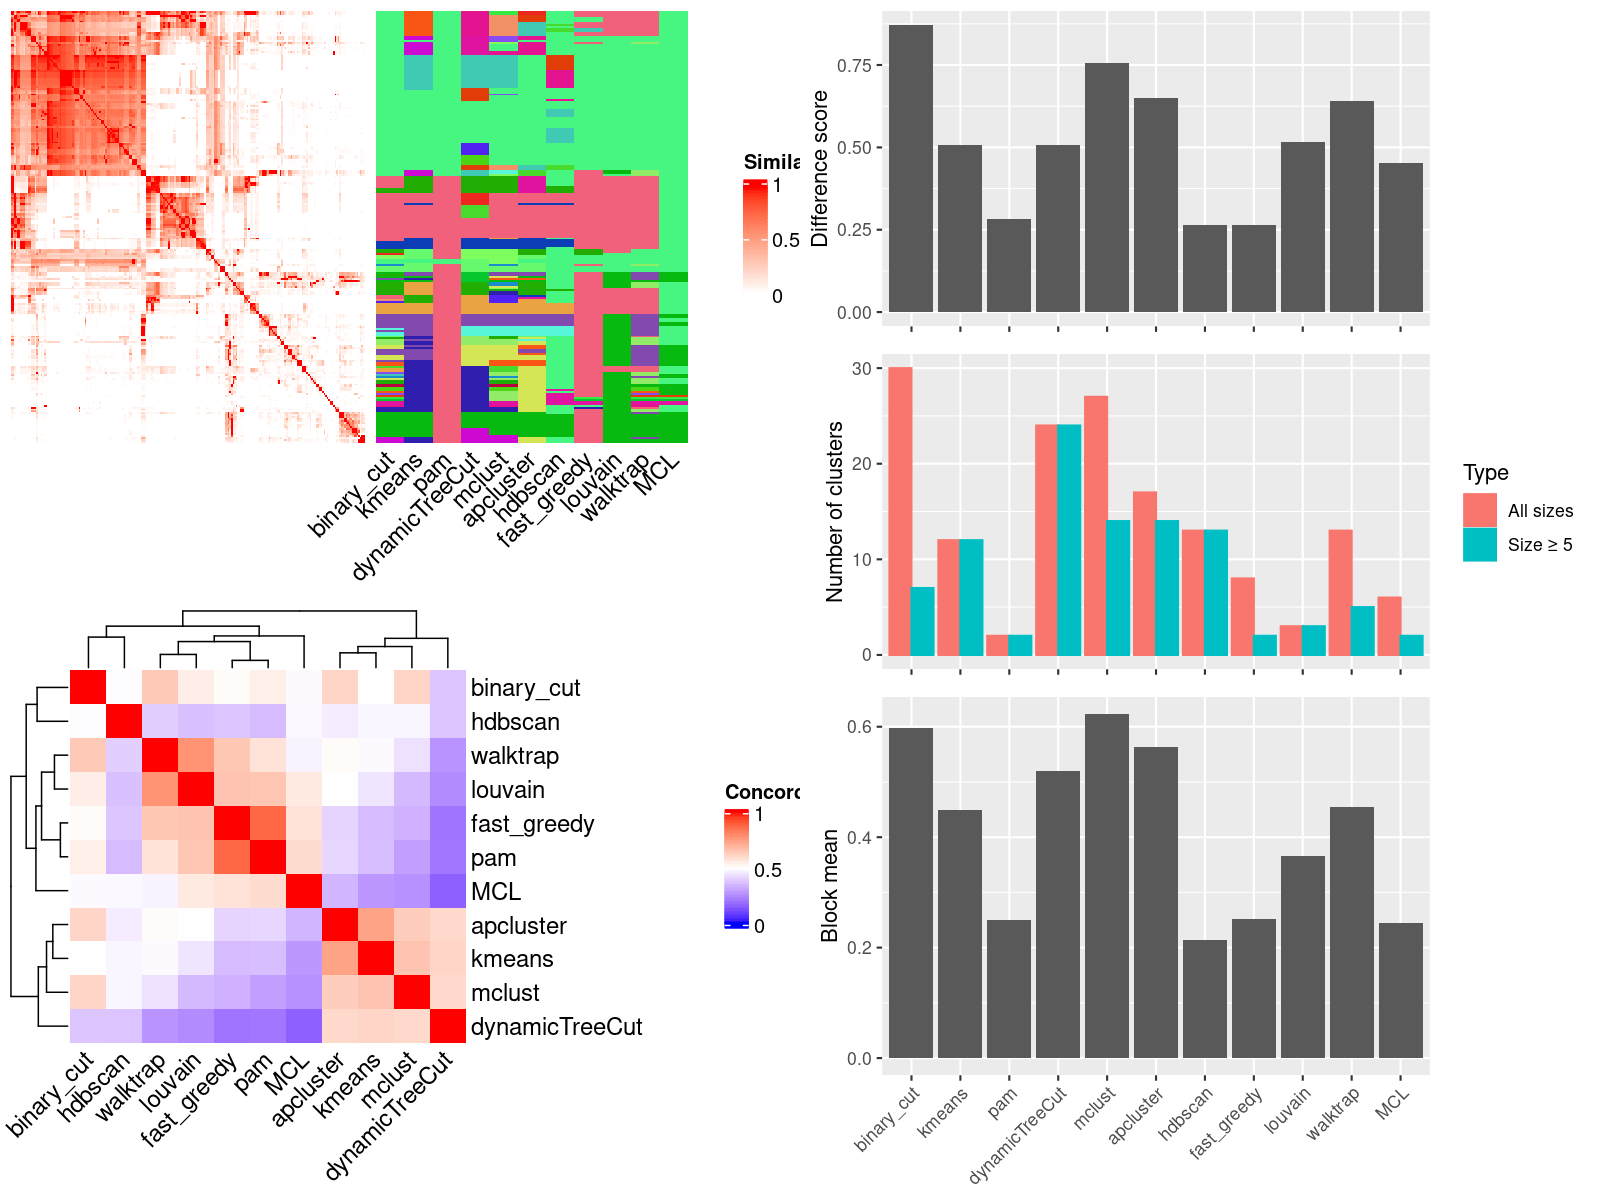 Simila
1
0.5
0
binary_cut
kmeans
pam
dynamicTreeCut
mclust
apcluster
hdbscan
fast_greedy
louvain
walktrap
MCL
binary_cut
hdbscan
walktrap
louvain
fast_greedy
pam
MCL
apcluster
kmeans
mclust
dynamicTreeCut
Concord
1
0.5
0
binary_cut
hdbscan
walktrap
louvain
fast_greedy
pam
MCL
apcluster
kmeans
mclust
dynamicTreeCut
Difference score
0.75
0.50
0.25
0.00
Number of clusters
30
20
10
0
Type
All sizes
Size ≥ 5
Block mean
0.6
0.4
0.2
0.0
binary_cut
kmeans
pam
dynamicTreeCut
mclust
apcluster
hdbscan
fast_greedy
louvain
walktrap
MCL